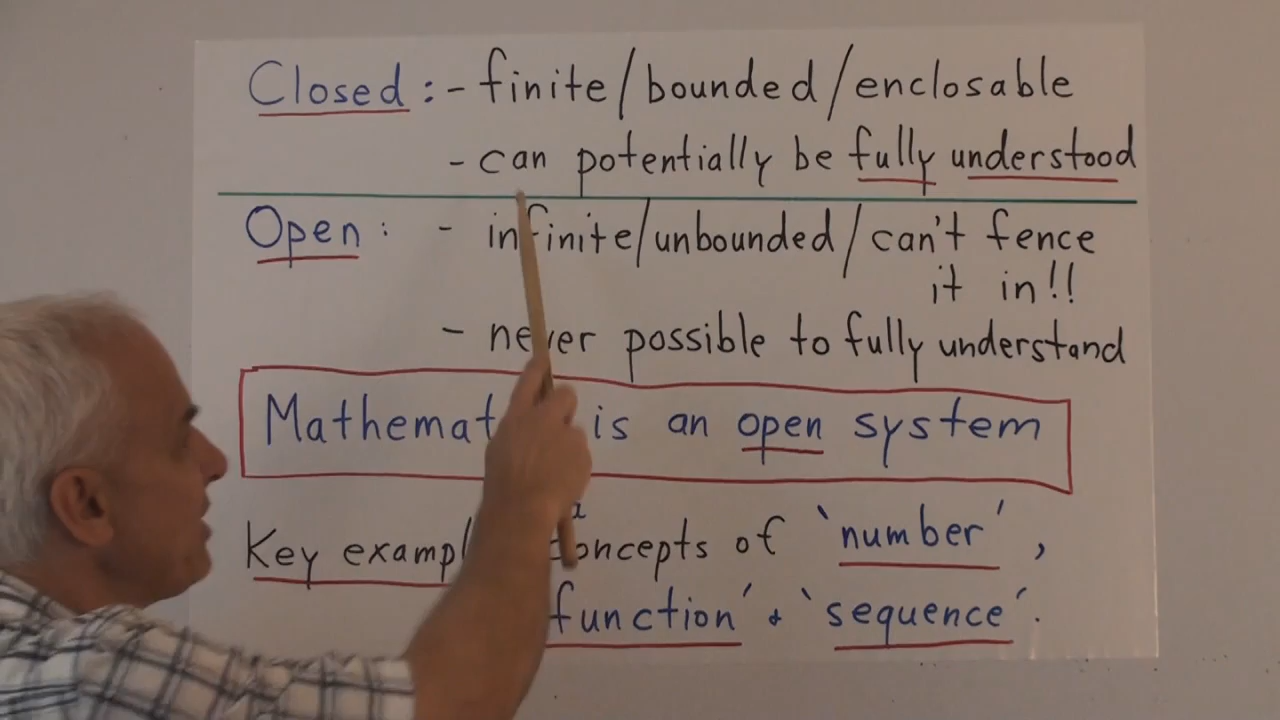 Closed : - finite / bounded / enclosable
- can potentially be fully understood
Open : - infinite / unbounded / can't fence
it in!!
- never possible to fully understand
Mathemat is an open system
Key exampl concepts of 'number' ,
function' & 'sequence'.